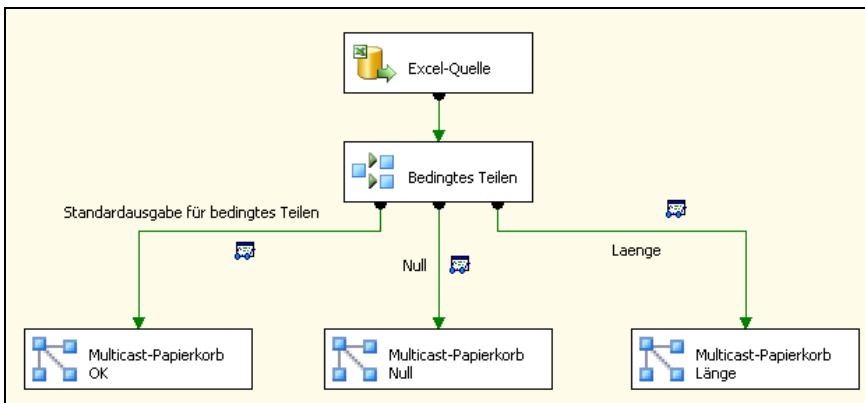 Excel-Quelle
Bedingtes Teilen
Standardausgabe für bedingtes Teilen
Null
Laenge
Multicast-Papierkorb
OK
Multicast-Papierkorb
Null
Multicast-Papierkorb
Länge